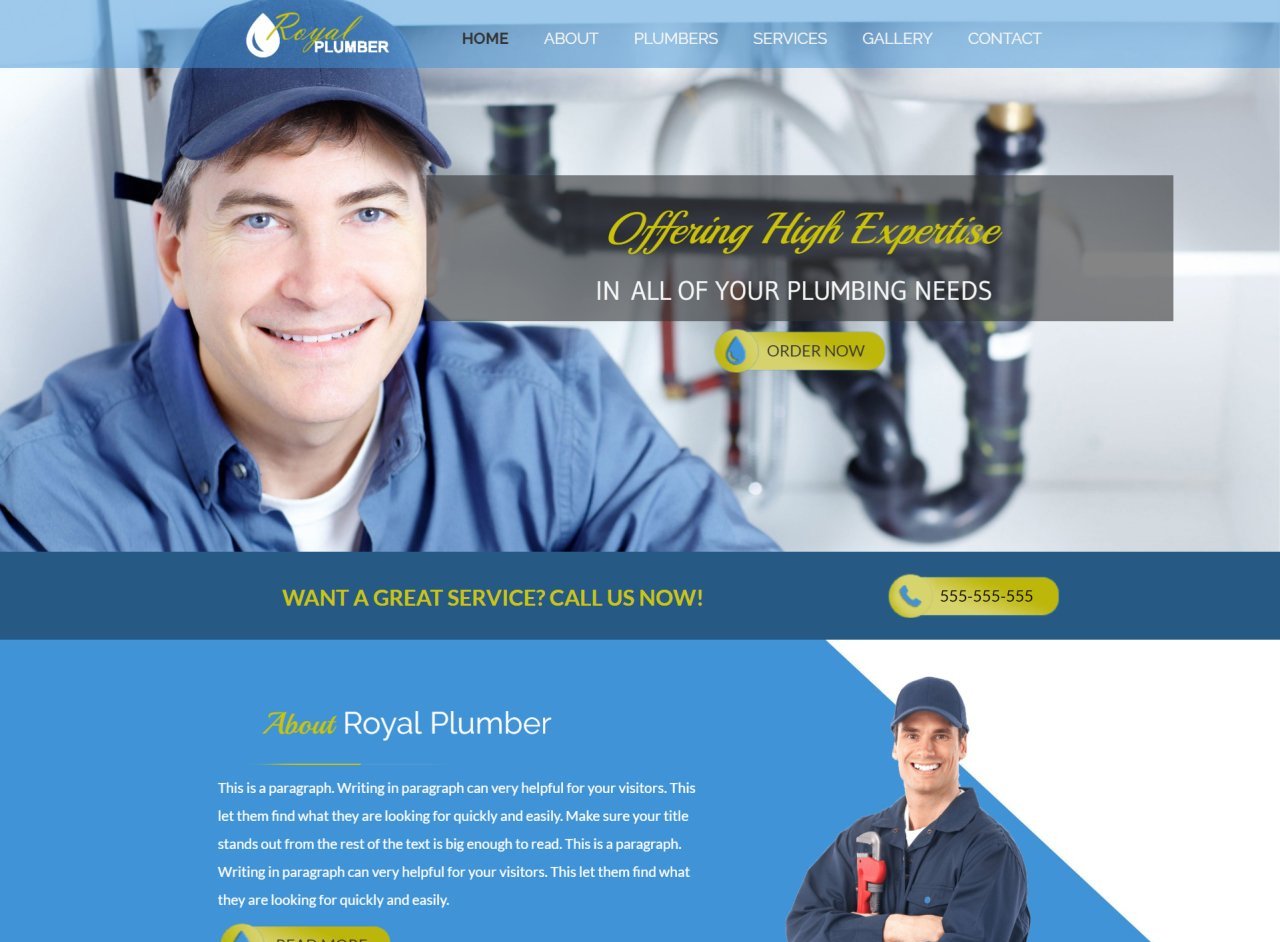 Royal
PLUMBER
HOME ABOUT PLUMBERS SERVICES GALLERY CONTACT
Offering High Expertise
IN ALL OF YOUR PLUMBING NEEDS
ORDER NOW
WANT A GREAT SERVICE? CALL US NOW!
555-555-555
About Royal Plumber
This is a paragraph. Writing in paragraph can very helpful for your visitors. This
let them find what they are looking for quickly and easily. Make sure your title
stands out from the rest of the text is big enough to read. This is a paragraph.
Writing in paragraph can very helpful for your visitors. This let them find what
they are looking for quickly and easily.
READ MORE